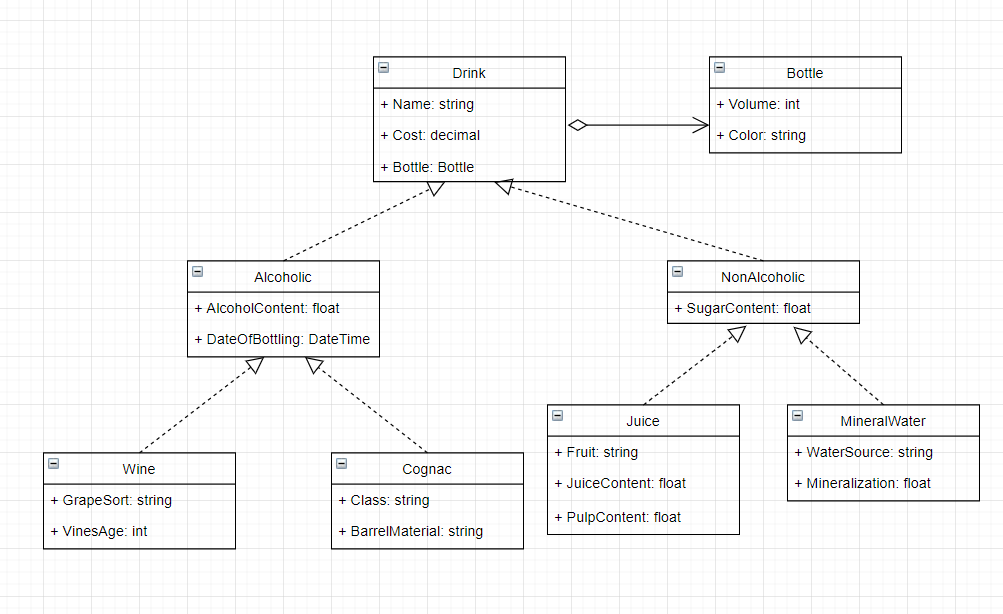 Drink
+ Name: string
+ Cost: decimal
+ Bottle: Bottle
Bottle
+ Volume: int
+ Color: string
Alcoholic
+ AlcoholContent: float
+ DateOfBottling: DateTime
NonAlcoholic
+ SugarContent: float
Wine
+ GrapeSort: string
+ VinesAge: int
Cognac
+ Class: string
+ BarrelMaterial: string
Juice
+ Fruit: string
+ JuiceContent: float
+ PulpContent: float
MineralWater
+ WaterSource: string
+ Mineralization: float